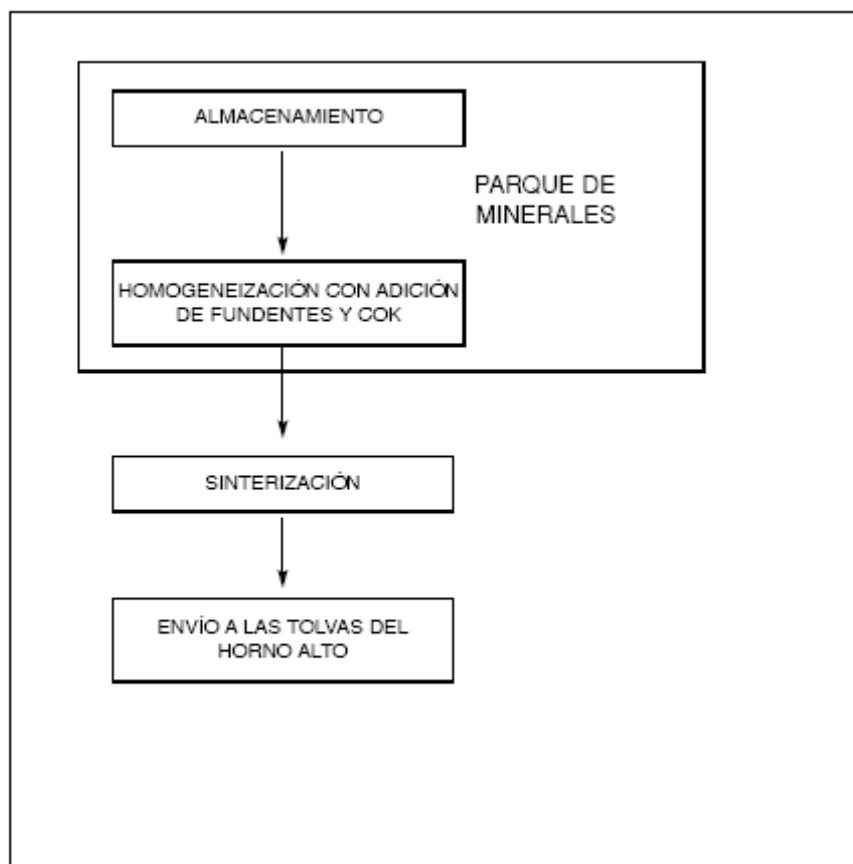 ALMACENAMIENTO
PARQUE DE
MINERALES
HOMOGENEIZACIÓN CON ADICIÓN
DE FUNDENTES Y COK
SINTERIZACIÓN
ENVÍO A LAS TOLVAS DEL
HORNO ALTO